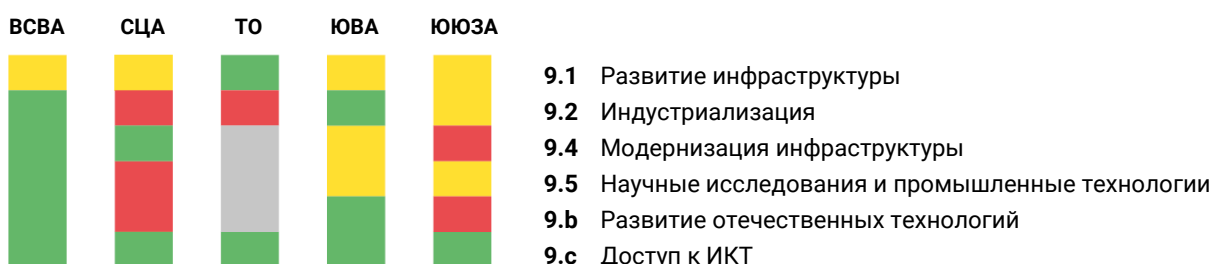 ВСВА СЦА ТО ЮВА ЮЮЗА
9.1 Развитие инфраструктуры
9.2 Индустриализация
9.4 Модернизация инфраструктуры
9.5 Научные исследования и промышленные технологии
9.b Развитие отечественных технологий
9.c Доступ к ИКТ